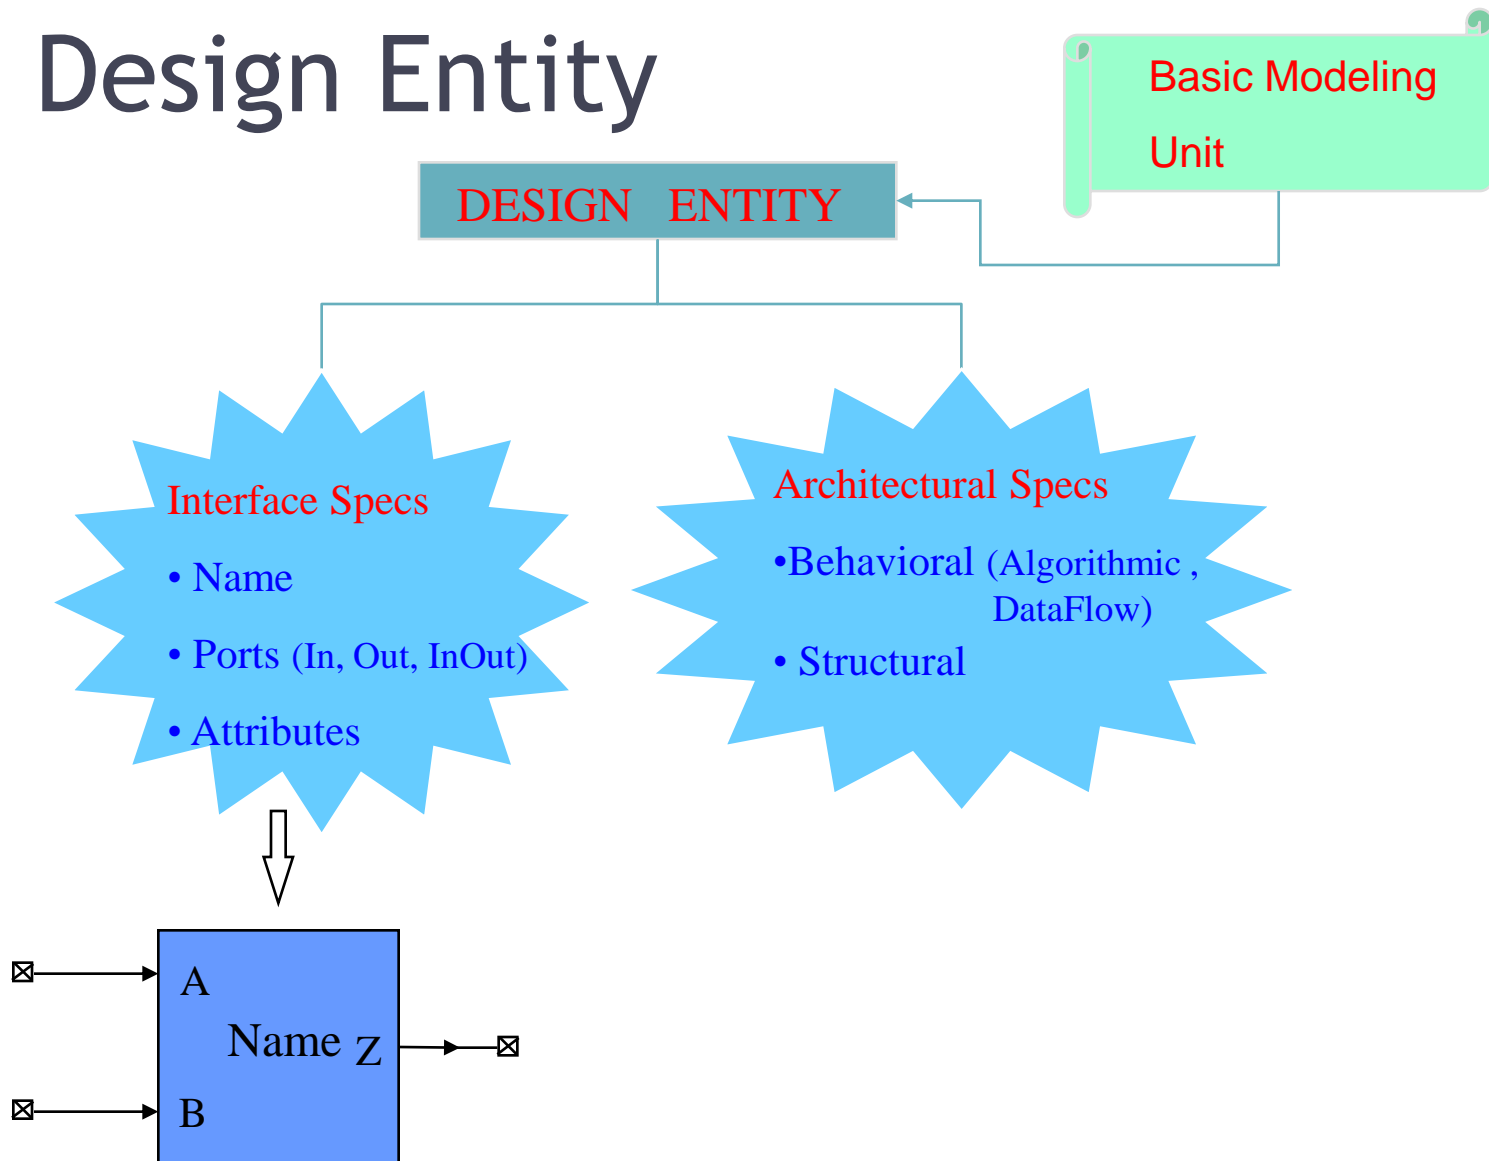 Design Entity
Basic Modeling
Unit
DESIGN ENTITY
Interface Specs
• Name
• Ports (In, Out, InOut)
• Attributes
Architectural Specs
•Behavioral (Algorithmic ,
DataFlow)
• Structural
A
Name Z
B